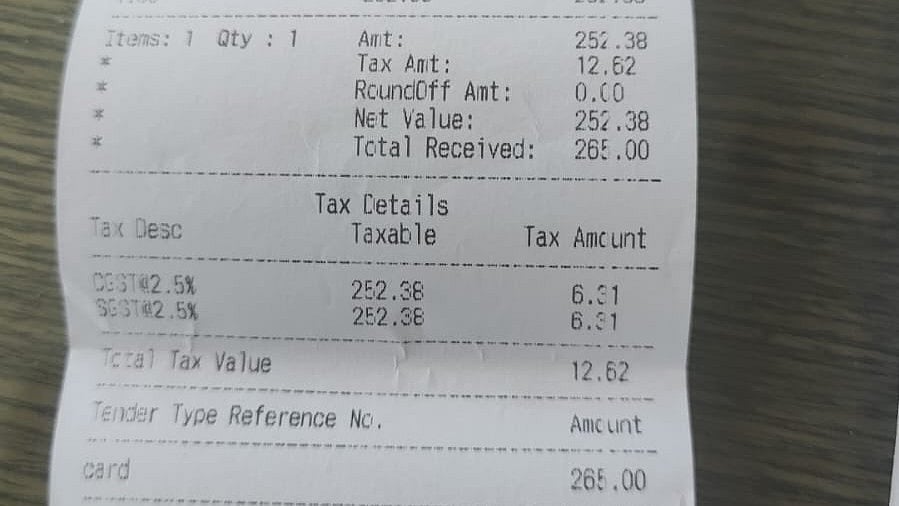 Items: 1 Qty : 1 Amt: 252.38
* Tax Amt: 12.62
* RoundOff Amt: 0.00
* Net Value: 252.38
* Total Received: 265.00
Tax Details
Tax Desc Taxable Tax Amount
CGST@2.5% 252.38 6.31
SGST@2.5% 252.38 6.31
Total Tax Value 12.62
Tender Type Reference No. Amount
card 265.00